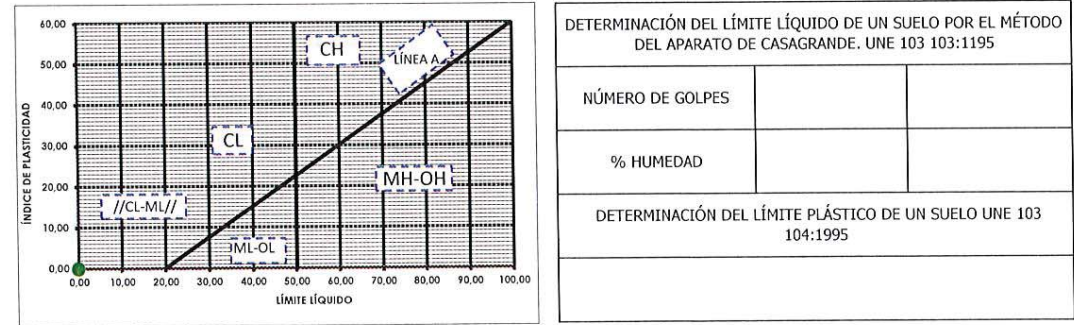 60,00
50,00
40,00
30,00
20,00
10,00
0,00
ÍNDICE DE PLASTICIDAD
CH
LÍNEA A
CL
MH-OH
//CL-ML//
ML-OL
0,00 10,00 20,00 30,00 40,00 50,00 60,00 70,00 80,00 90,00 100,00
LÍMITE LÍQUIDO
DETERMINACIÓN DEL LÍMITE LÍQUIDO DE UN SUELO POR EL MÉTODO
DEL APARATO DE CASAGRANDE. UNE 103 103:1195
NÚMERO DE GOLPES
% HUMEDAD
DETERMINACIÓN DEL LÍMITE PLÁSTICO DE UN SUELO UNE 103
104:1995